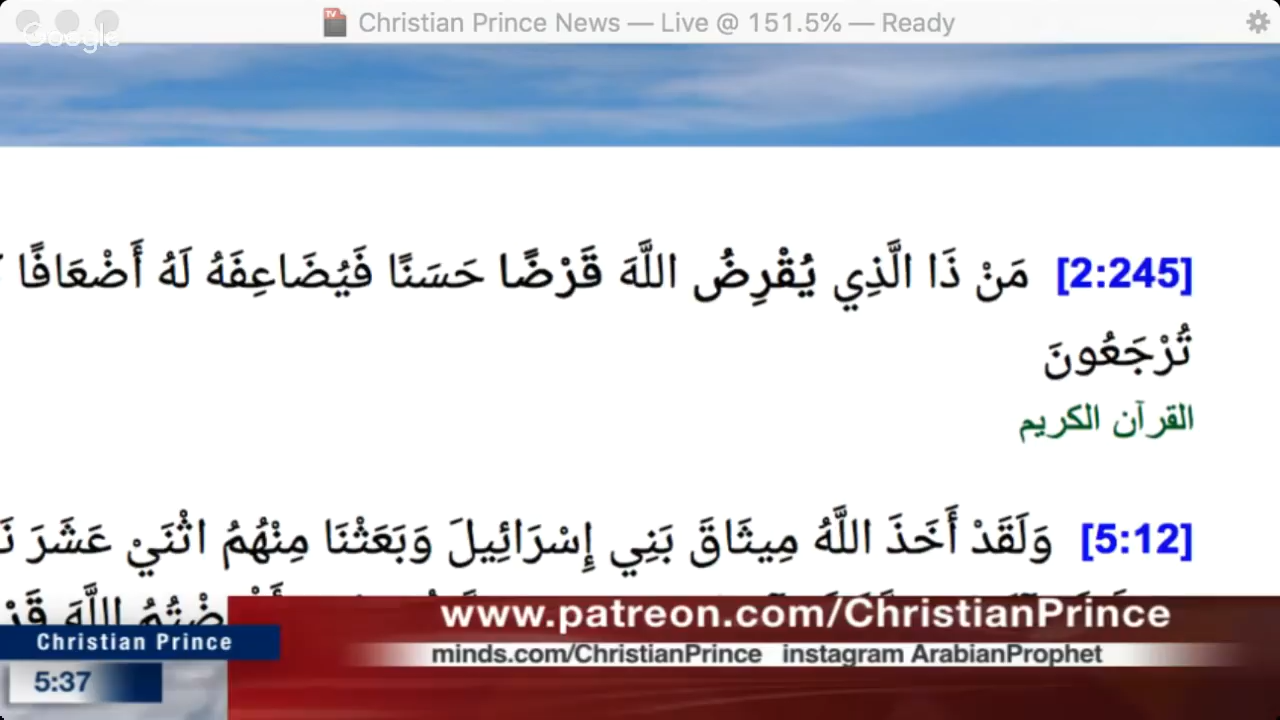 Google
TV
Christian Prince News — Live @ 151.5% — Ready
[2:245] مَنْ ذَا الَّذِي يُقْرِضُ اللَّهَ قَرْضًا حَسَنًا فَيُضَاعِفَهُ لَهُ أَضْعَافًا
تُرْجَعُونَ
القرآن الكريم
[5:12] وَلَقَدْ أَخَذَ اللَّهُ مِيثَاقَ بَنِي إِسْرَائِيلَ وَبَعَثْنَا مِنْهُمُ اثْنَيْ عَشَرَ
اللَّهَ
www.patreon.com/ChristianPrince
Christian Prince
minds.com/ChristianPrince instagram ArabianProphet
5:37